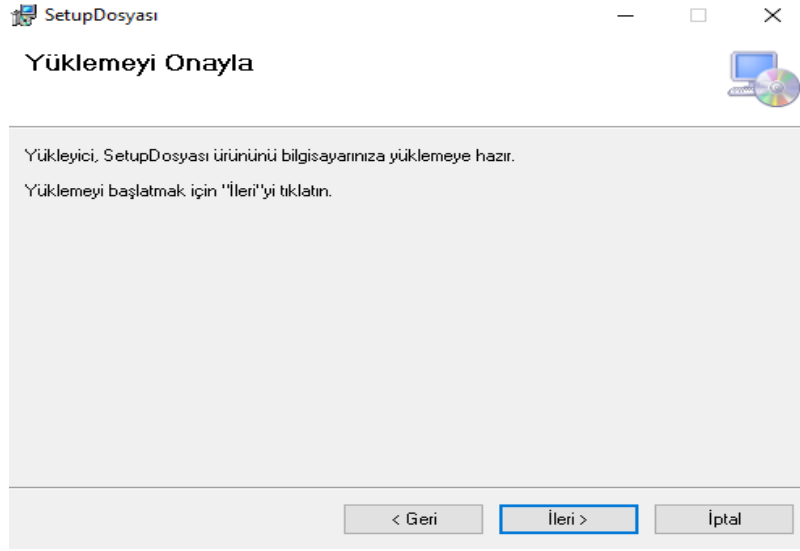 SetupDosyası
Yüklemeyi Onayla
Yükleyici, SetupDosyası ürününü bilgisayarınıza yüklemeye hazır.
Yüklemeyi başlatmak için "İleri"yi tıklatın.
< Geri
İleri >
İptal